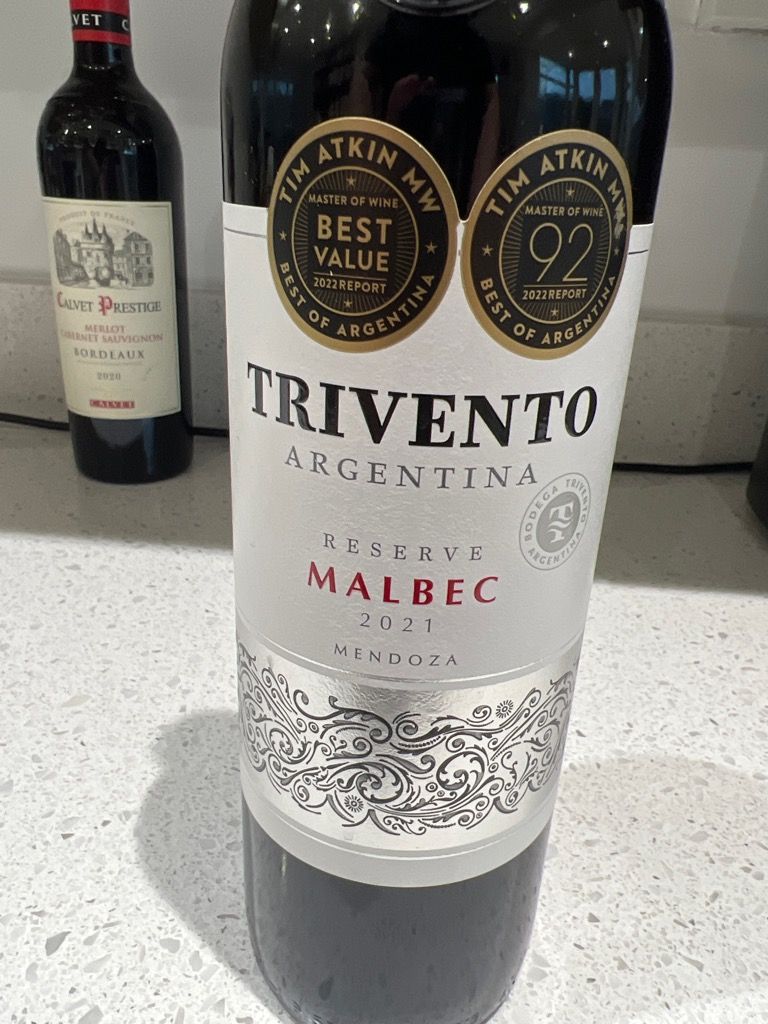 VET C
PRODUCT OF FRANCE
CALVET PRESTIGE
MERLOT
CABERNET SAUVIGNON
BORDEAUX
2020
CALVET
TIM ATKIN MW
MASTER OF WINE
BEST
VALUE
2022 REPORT
BEST OF ARGENTINA
TIM ATKIN MW
MASTER OF WINE
92
2022 REPORT
BEST OF ARGENTINA
TRIVENTO
ARGENTINA
BODEGA TRIVENTO
T
ARGENTINA
RESERVE
MALBEC
2021
MENDOZA